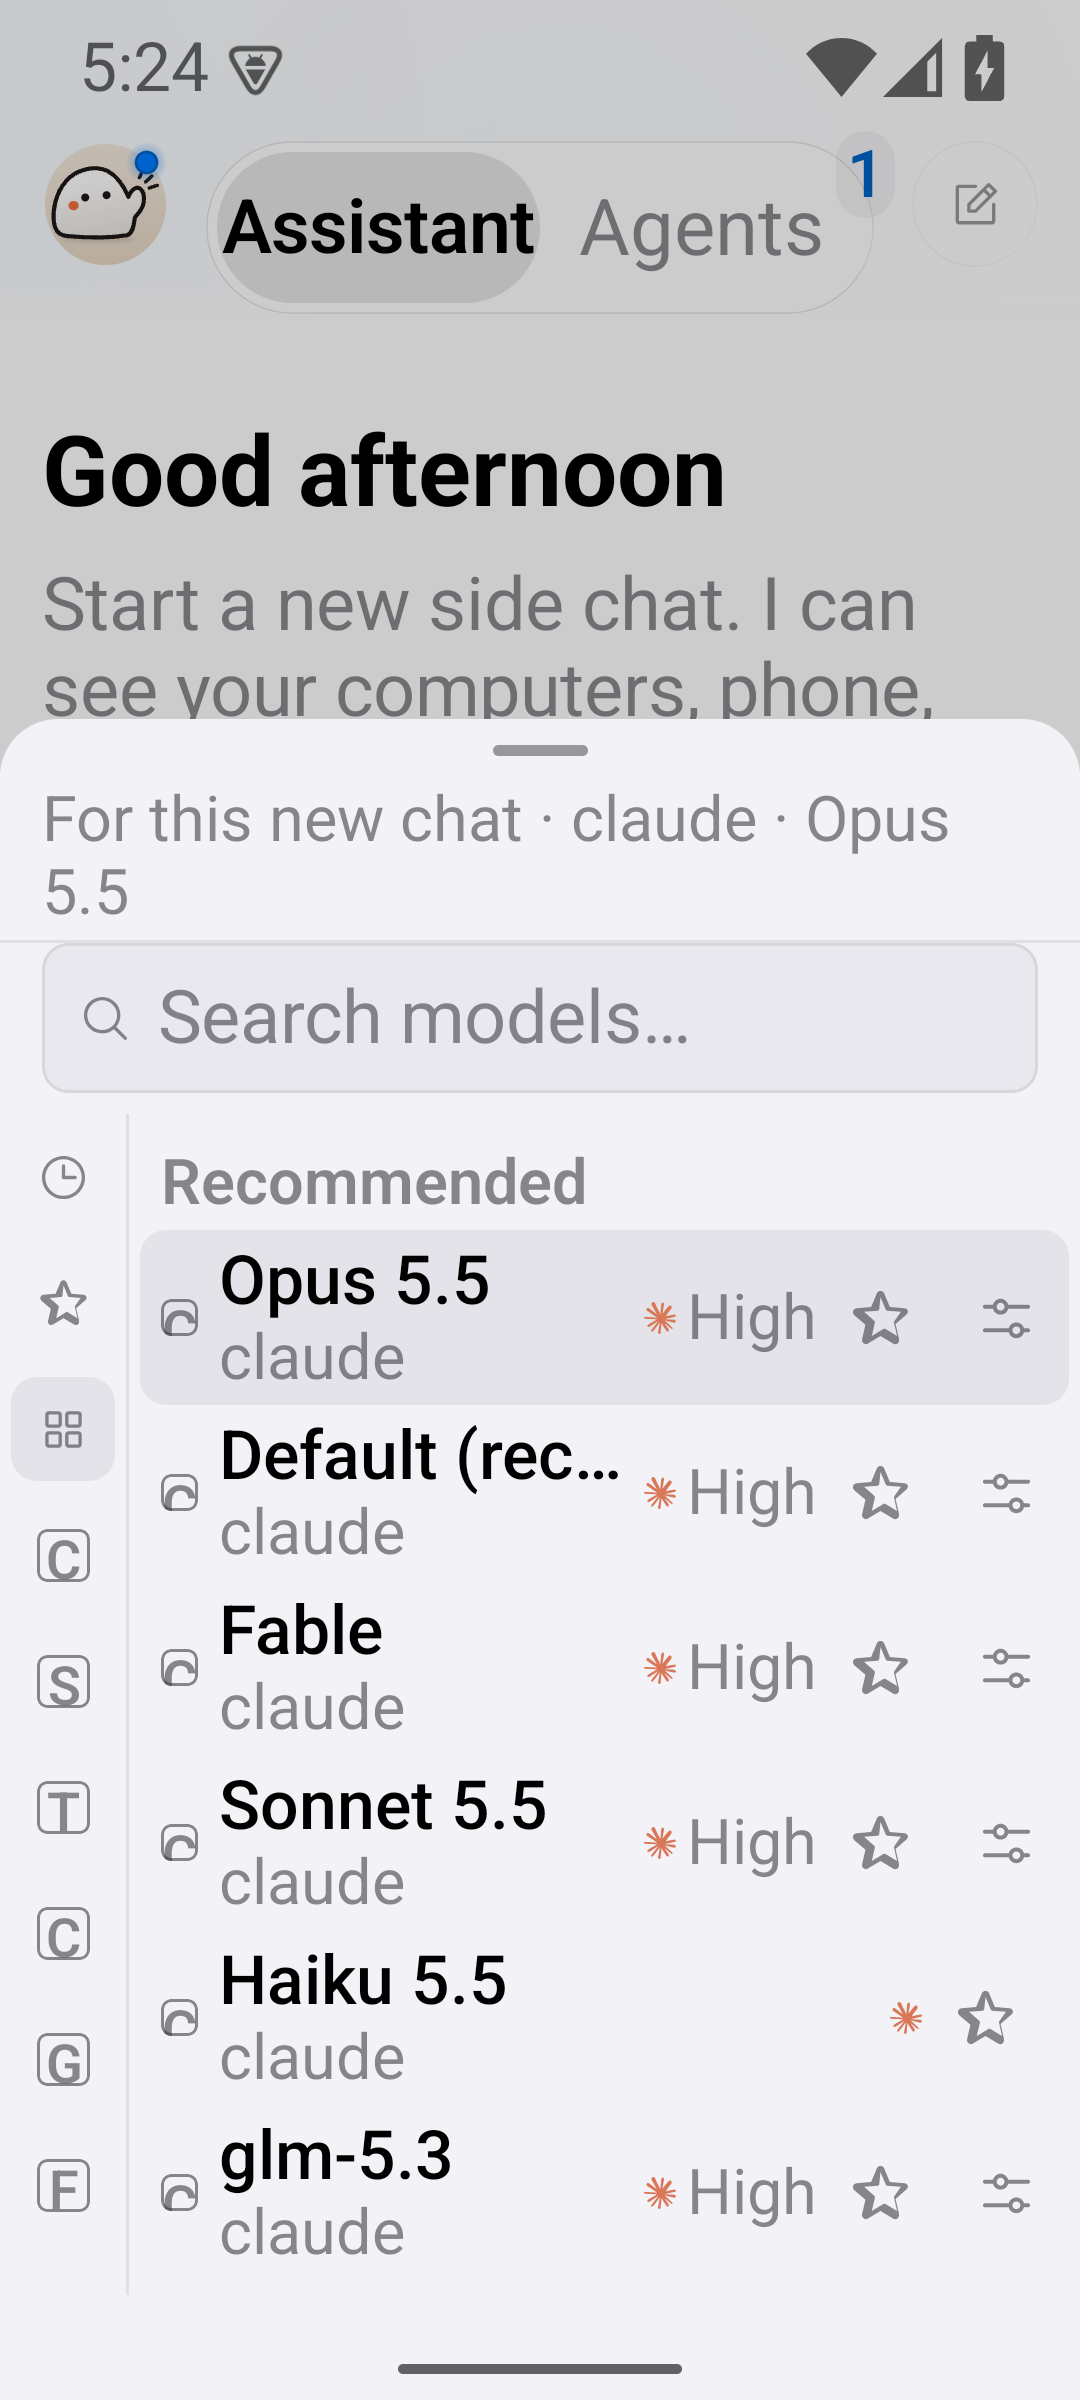 5:24
Assistant
Agents
1
Good afternoon
Start a new side chat. I can
see your computers, phone,
For this new chat · claude · Opus
5.5
Search models…
Recommended
Opus 5.5
claude
High
Default (rec…
claude
High
Fable
claude
High
Sonnet 5.5
claude
High
Haiku 5.5
claude
glm-5.3
claude
High
C
S
T
C
G
F